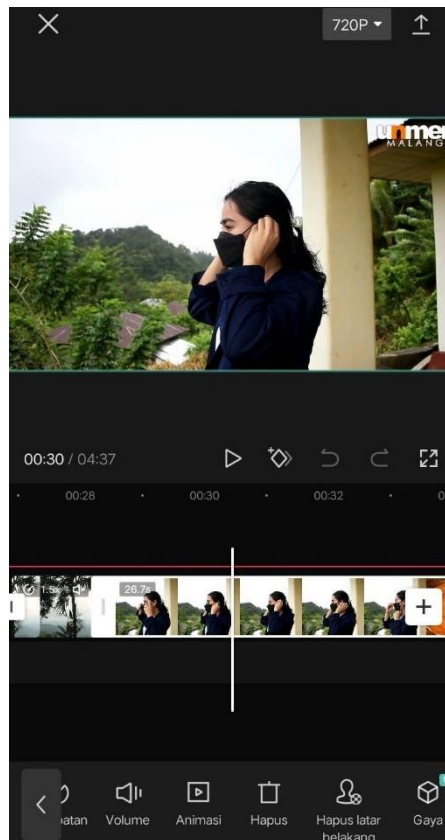 720P
unmer
MALANG
00:30 / 04:37
00:28
00:30
00:32
1.5x
26.7s
Volume
Animasi
Hapus
Hapus latar
belakang
Gaya